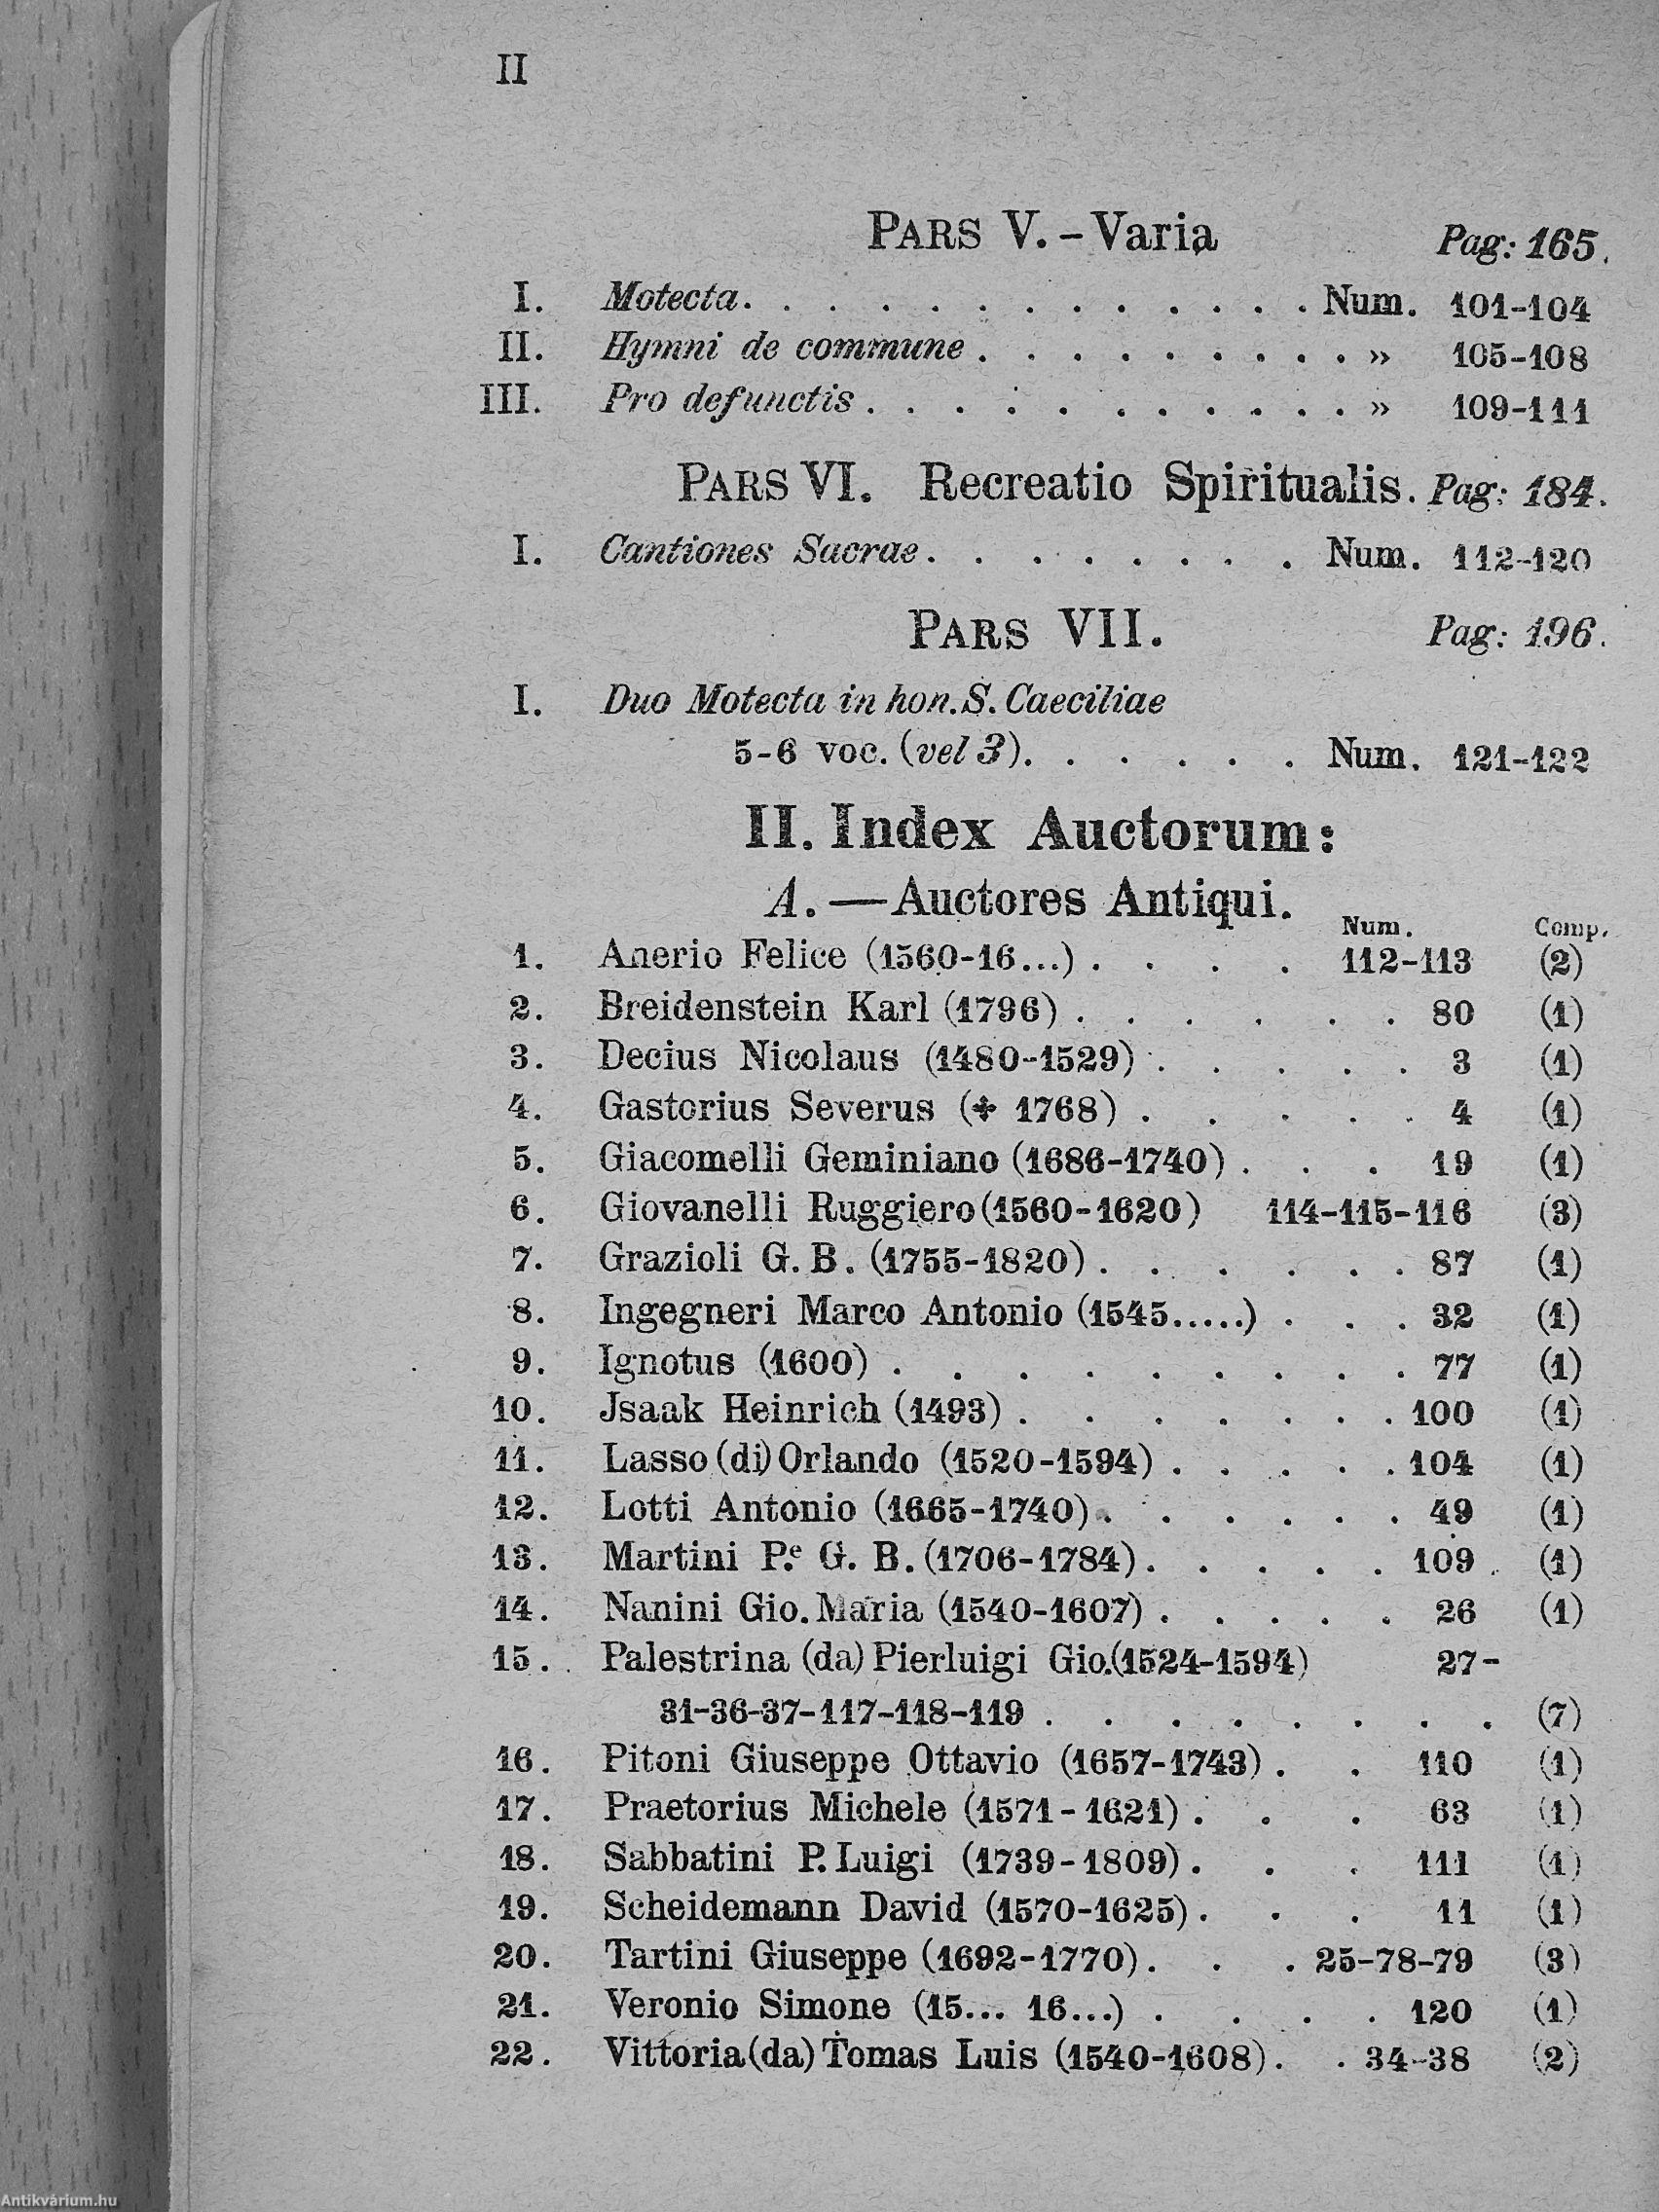 II
PARS V. – Varia Pag: 165.
I. Motecta. . . . . . . . . . . . . Num. 101-104
II. Hymni de commune . . . . . . . . . » 105-108
III. Pro defunctis . . . . . . . . . . . » 109-111
PARS VI. Recreatio Spiritualis. Pag: 184.
I. Cantiones Sacrae. . . . . . . . Num. 112-120
PARS VII. Pag: 196.
I. Duo Motecta in hon. S. Caeciliae
5-6 voc. (vel 3). . . . . . Num. 121-122
II. Index Auctorum:
A. — Auctores Antiqui.
Num. Comp.
1. Anerio Felice (1560-16...) . . . . 112-113 (2)
2. Breidenstein Karl (1796) . . . . . . 80 (1)
3. Decius Nicolaus (1480-1529) . . . . . 3 (1)
4. Gastorius Severus (✤ 1768) . . . . . 4 (1)
5. Giacomelli Geminiano (1686-1740) . . . 19 (1)
6. Giovanelli Ruggiero (1560-1620) 114-115-116 (3)
7. Grazioli G. B. (1755-1820) . . . . . . 87 (1)
8. Ingegneri Marco Antonio (1545.....) . . . 32 (1)
9. Ignotus (1600) . . . . . . . . . 77 (1)
10. Jsaak Heinrich (1493) . . . . . . . 100 (1)
11. Lasso (di) Orlando (1520-1594) . . . . . 104 (1)
12. Lotti Antonio (1665-1740) . . . . . . 49 (1)
13. Martini P.e G. B. (1706-1784) . . . . . 109 . (1)
14. Nanini Gio. Maria (1540-1607) . . . . . 26 (1)
15. Palestrina (da) Pierluigi Gio. (1524-1594) 27-
31-36-37-117-118-119 . . . . . . . . (7)
16. Pitoni Giuseppe Ottavio (1657-1743) . . 110 (1)
17. Praetorius Michele (1571-1621) . . . 63 (1)
18. Sabbatini P. Luigi (1739-1809) . . . 111 (1)
19. Scheidemann David (1570-1625) . . . 11 (1)
20. Tartini Giuseppe (1692-1770) . . . 25-78-79 (3)
21. Veronio Simone (15... 16...) . . . . 120 (1)
22. Vittoria (da) Tomas Luis (1540-1608) . . 34-38 (2)
Antikvárium.hu